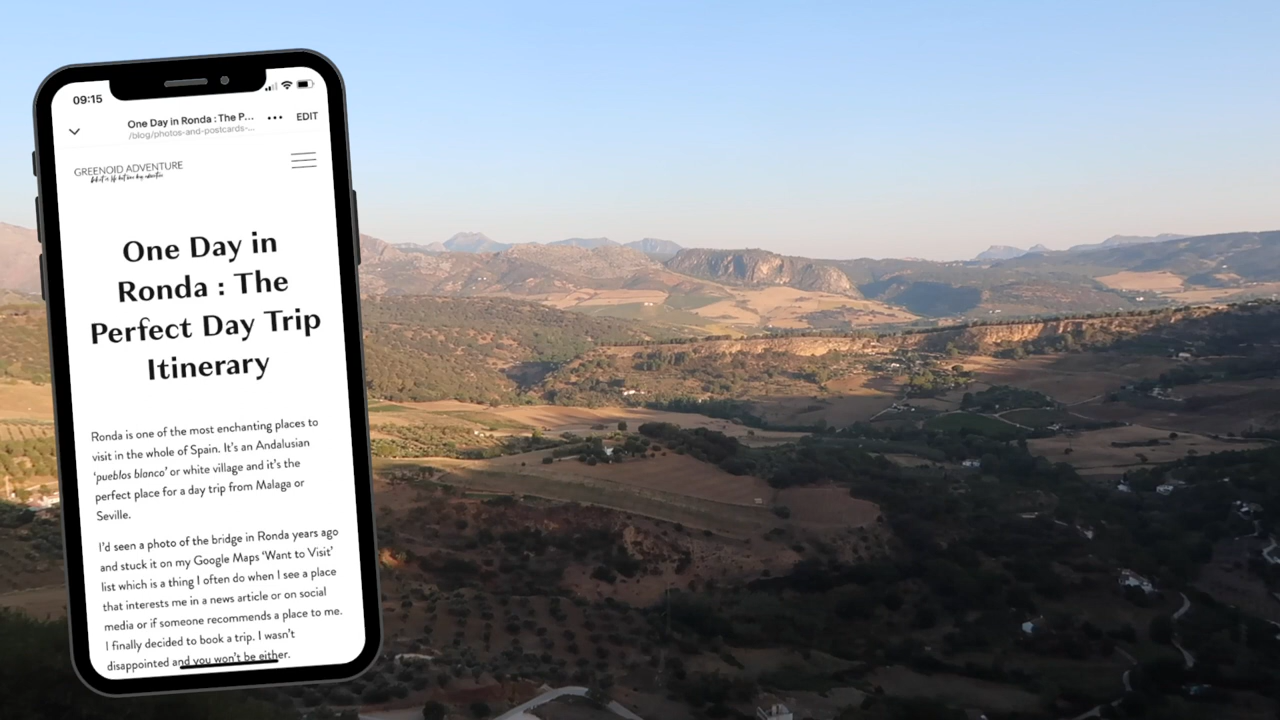 09:15
One Day in Ronda : The P... ••• EDIT
/blog/photos-and-postcards-...
GREENOID ADVENTURE
One Day in
Ronda : The
Perfect Day Trip
Itinerary
Ronda is one of the most enchanting places to
visit in the whole of Spain. It's an Andalusian
'pueblos blanco' or white village and it's the
perfect place for a day trip from Malaga or
Seville.
I'd seen a photo of the bridge in Ronda years ago
and stuck it on my Google Maps 'Want to Visit'
list which is a thing I often do when I see a place
that interests me in a news article or on social
media or if someone recommends a place to me.
I finally decided to book a trip. I wasn't
disappointed and you won't be either.